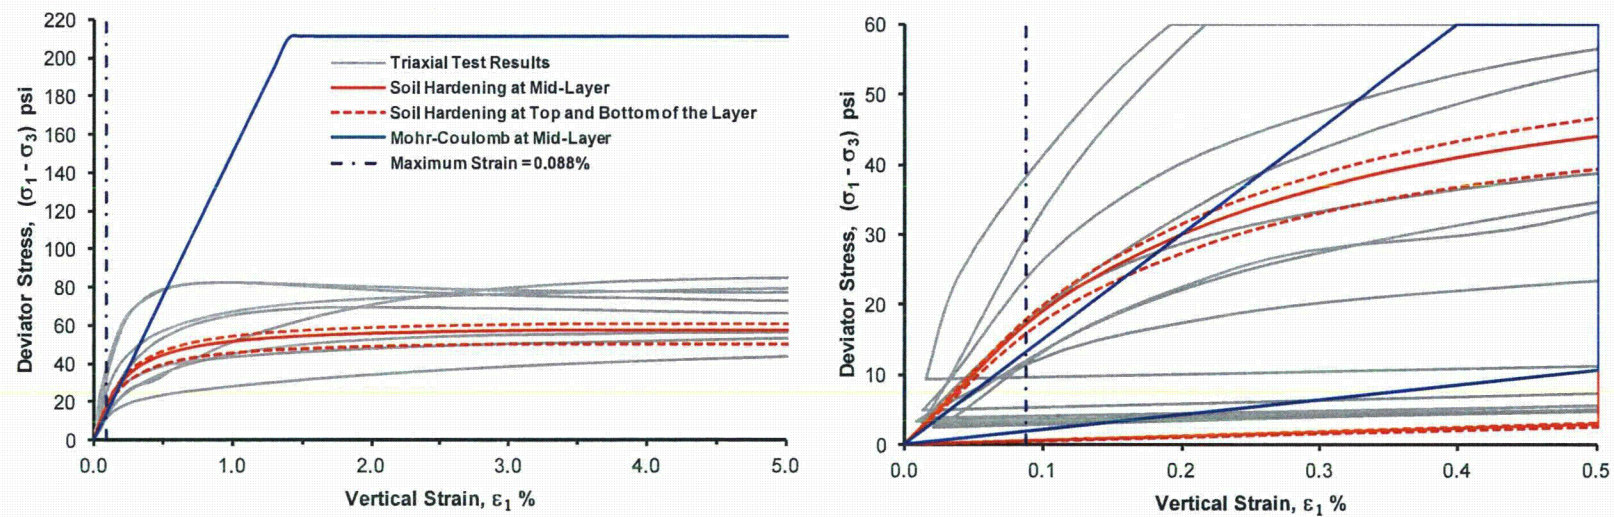 Deviator Stress, (σ1 - σ3) psi
220
200
180
160
140
120
100
80
60
40
20
0
Triaxial Test Results
Soil Hardening at Mid-Layer
Soil Hardening at Top and Bottom of the Layer
Mohr-Coulomb at Mid-Layer
Maximum Strain = 0.088%
0.0 1.0 2.0 3.0 4.0 5.0
Vertical Strain, ε1 %
Deviator Stress, (σ1 - σ3) psi
60
50
40
30
20
10
0
0.0 0.1 0.2 0.3 0.4 0.5
Vertical Strain, ε1 %